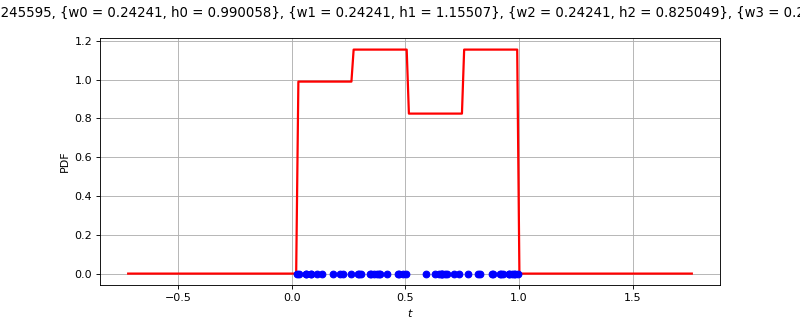 245595, {w0 = 0.24241, h0 = 0.990058}, {w1 = 0.24241, h1 = 1.15507}, {w2 = 0.24241, h2 = 0.825049}, {w3 = 0.2
1.2
1.0
0.8
0.6
0.4
0.2
0.0
PDF
−0.5 0.0 0.5 1.0 1.5
t